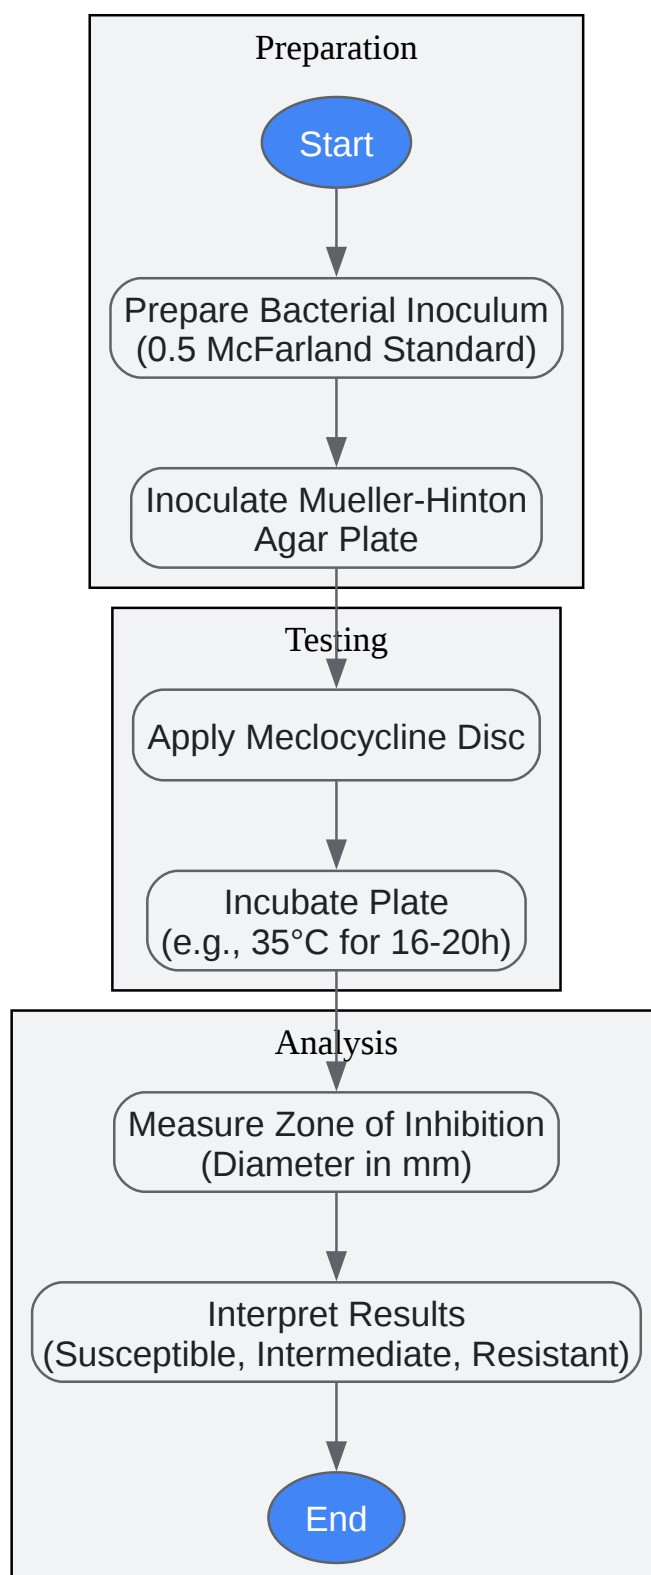 Preparation
Start
Prepare Bacterial Inoculum
(0.5 McFarland Standard)
Inoculate Mueller-Hinton
Agar Plate
Testing
Apply Meclocycline Disc
Incubate Plate
(e.g., 35°C for 16-20h)
Analysis
Measure Zone of Inhibition
(Diameter in mm)
Interpret Results
(Susceptible, Intermediate, Resistant)
End